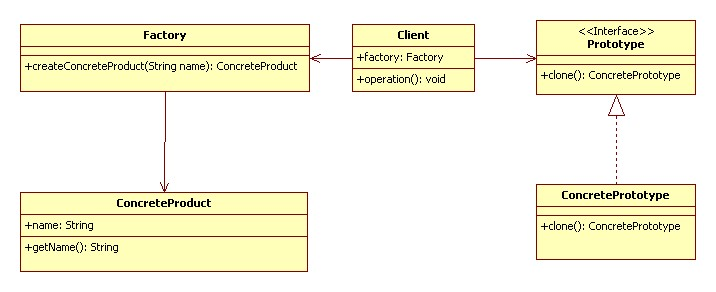 Factory
+createConcreteProduct(String name): ConcreteProduct
Client
+factory: Factory
+operation(): void
<<Interface>>
Prototype
+clone(): ConcretePrototype
ConcreteProduct
+name: String
+getName(): String
ConcretePrototype
+clone(): ConcretePrototype